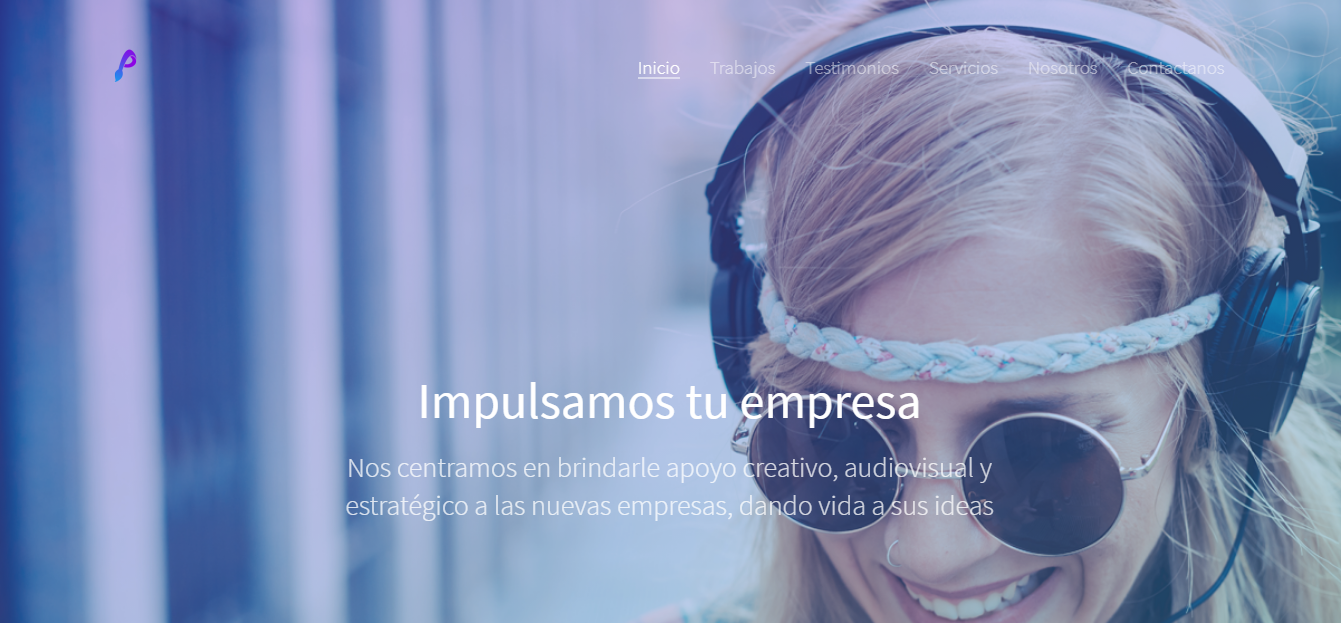 Inicio Trabajos Testimonios Servicios Nosotros Contáctanos
Impulsamos tu empresa
Nos centramos en brindarle apoyo creativo, audiovisual y
estratégico a las nuevas empresas, dando vida a sus ideas